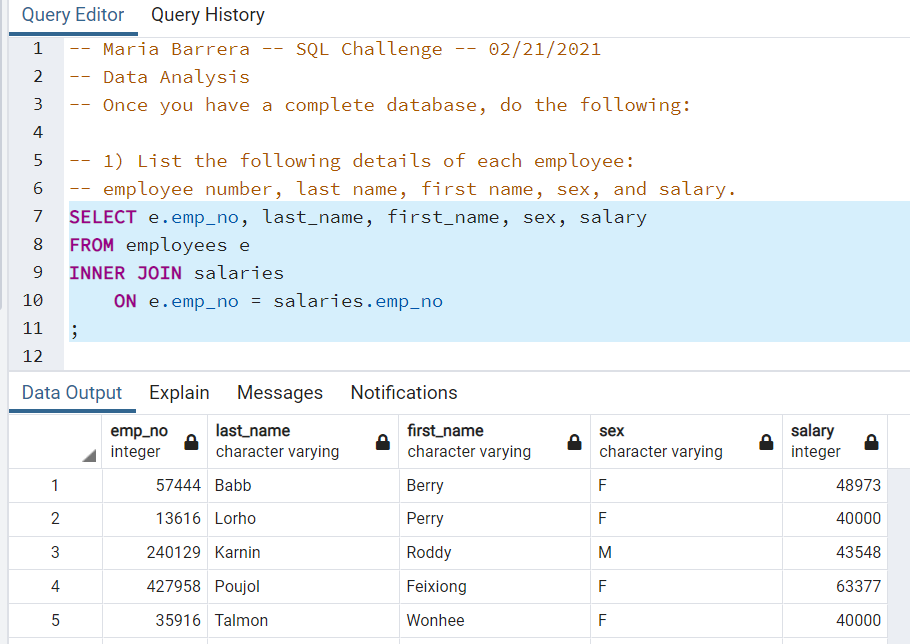 Query Editor Query History
1 -- Maria Barrera -- SQL Challenge -- 02/21/2021
2 -- Data Analysis
3 -- Once you have a complete database, do the following:
4
5 -- 1) List the following details of each employee:
6 -- employee number, last name, first name, sex, and salary.
7 SELECT e.emp_no, last_name, first_name, sex, salary
8 FROM employees e
9 INNER JOIN salaries
10 ON e.emp_no = salaries.emp_no
11 ;
12
Data Output Explain Messages Notifications
emp_no last_name first_name sex salary
integer character varying character varying character varying integer
1 57444 Babb Berry F 48973
2 13616 Lorho Perry F 40000
3 240129 Karnin Roddy M 43548
4 427958 Poujol Feixiong F 63377
5 35916 Talmon Wonhee F 40000